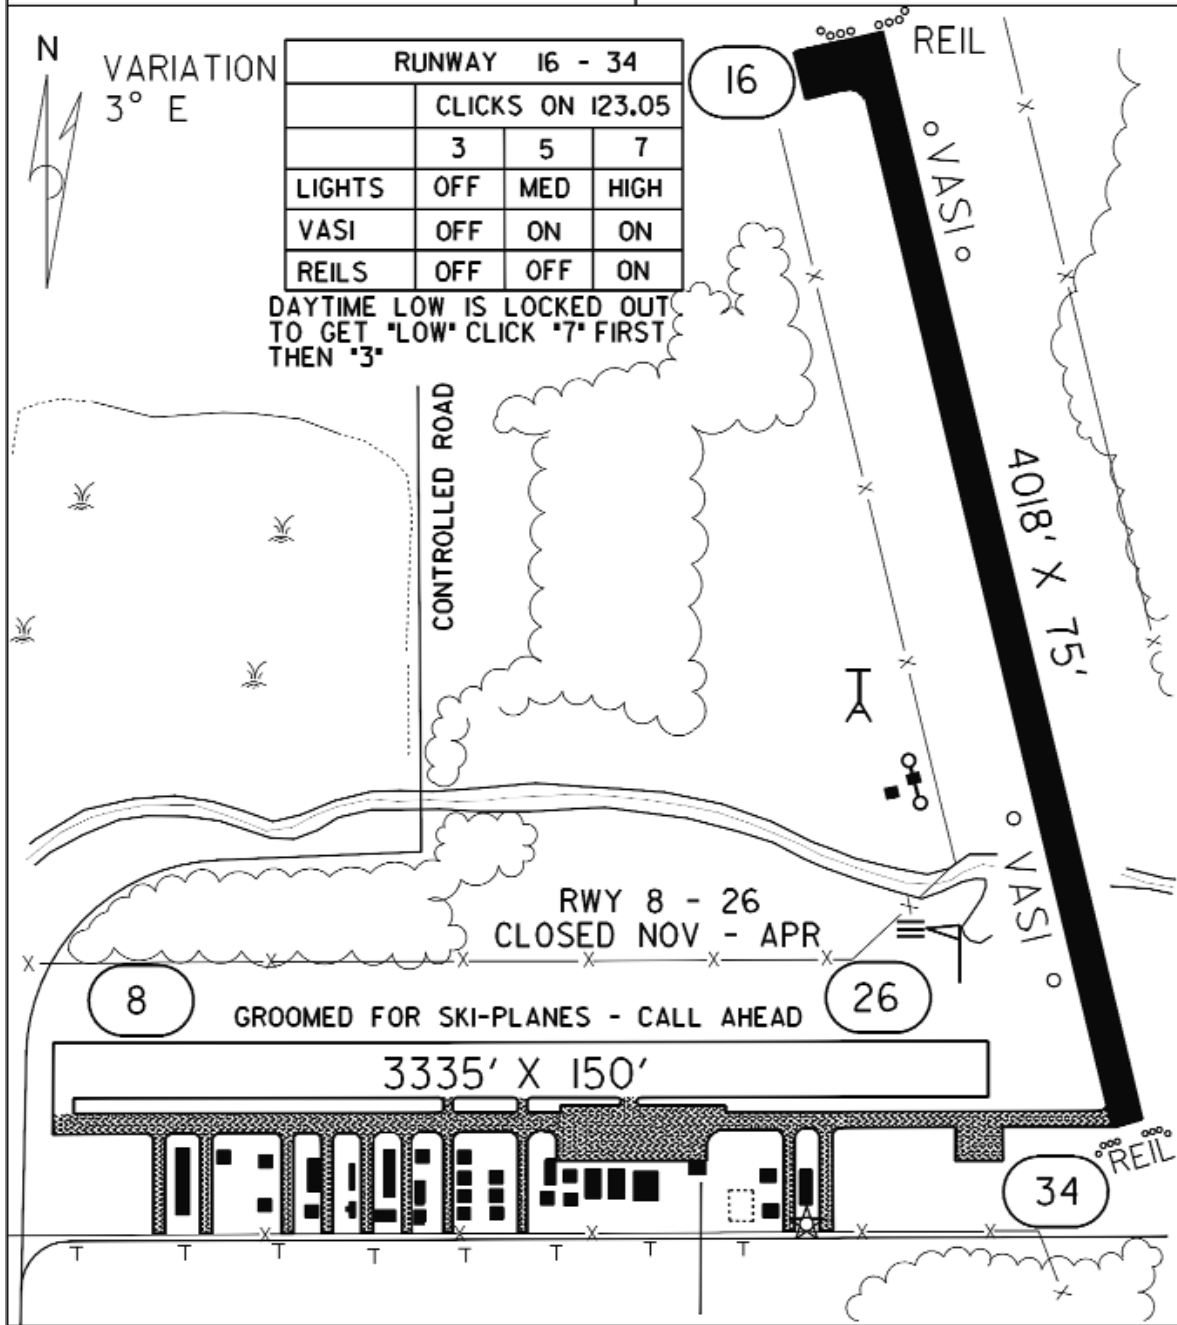 N
VARIATION
3° E
RUNWAY 16 - 34
CLICKS ON 123.05
3 5 7
LIGHTS OFF MED HIGH
VASI OFF ON ON
REILS OFF OFF ON
DAYTIME LOW IS LOCKED OUT
TO GET "LOW" CLICK "7" FIRST
THEN "3"
16
REIL
VASI
CONTROLLED ROAD
4018' X 75'
VASI
RWY 8 - 26
CLOSED NOV - APR
8
26
GROOMED FOR SKI-PLANES - CALL AHEAD
3335' X 150'
REIL
34